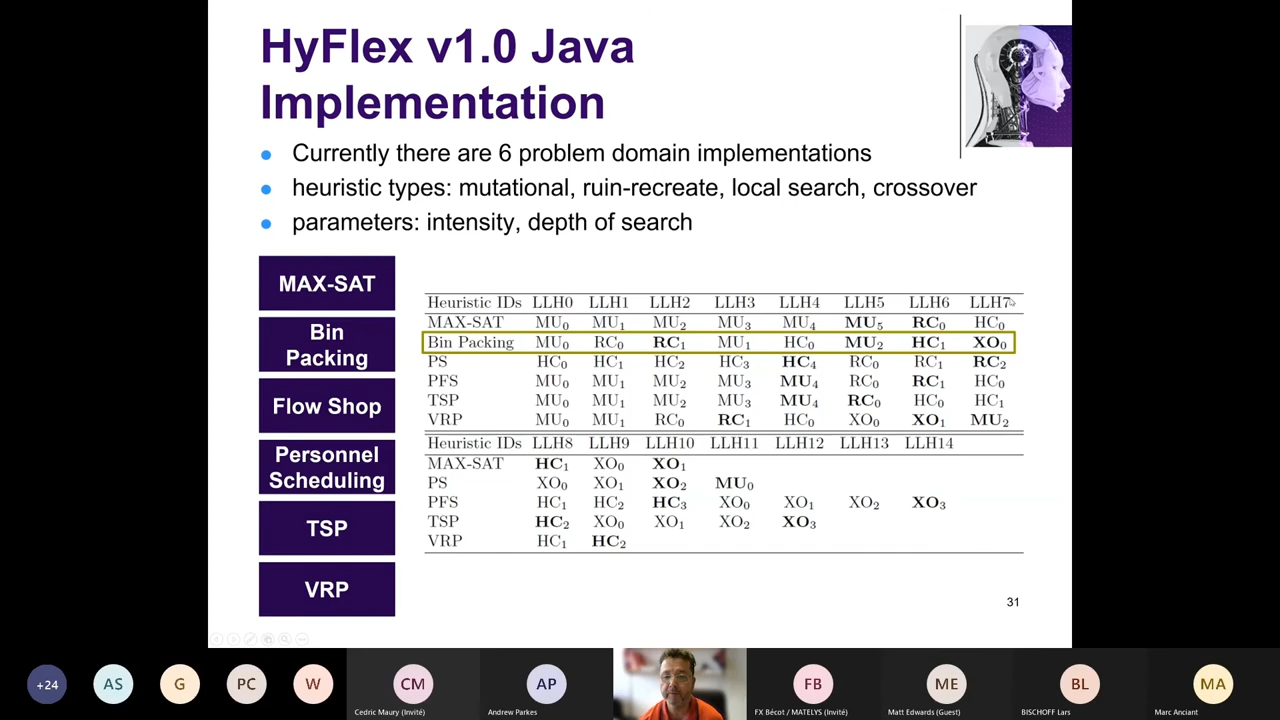 HyFlex v1.0 Java
Implementation
Currently there are 6 problem domain implementations
heuristic types: mutational, ruin-recreate, local search, crossover
parameters: intensity, depth of search
MAX-SAT
Bin
Packing
Flow Shop
Personnel
Scheduling
TSP
VRP
Heuristic IDs LLH0 LLH1 LLH2 LLH3 LLH4 LLH5 LLH6 LLH7
MAX-SAT MU₀ MU₁ MU₂ MU₃ MU₄ MU₅ RC₀ HC₀
Bin Packing MU₀ RC₀ RC₁ MU₁ HC₀ MU₂ HC₁ XO₀
PS HC₀ HC₁ HC₂ HC₃ HC₄ RC₀ RC₁ RC₂
PFS MU₀ MU₁ MU₂ MU₃ MU₄ RC₀ RC₁ HC₀
TSP MU₀ MU₁ MU₂ MU₃ MU₄ RC₀ HC₀ HC₁
VRP MU₀ MU₁ RC₀ RC₁ HC₀ XO₀ XO₁ MU₂
Heuristic IDs LLH8 LLH9 LLH10 LLH11 LLH12 LLH13 LLH14
MAX-SAT HC₁ XO₀ XO₁
PS XO₀ XO₁ XO₂ MU₀
PFS HC₁ HC₂ HC₃ XO₀ XO₁ XO₂ XO₃
TSP HC₂ XO₀ XO₁ XO₂ XO₃
VRP HC₁ HC₂
31
+24 AS G PC W CM AP FB ME BL MA
Cedric Maury (Invité) Andrew Parkes FX Bécot / MATELYS (Invité) Matt Edwards (Guest) BISCHOFF Lars Marc Anciant